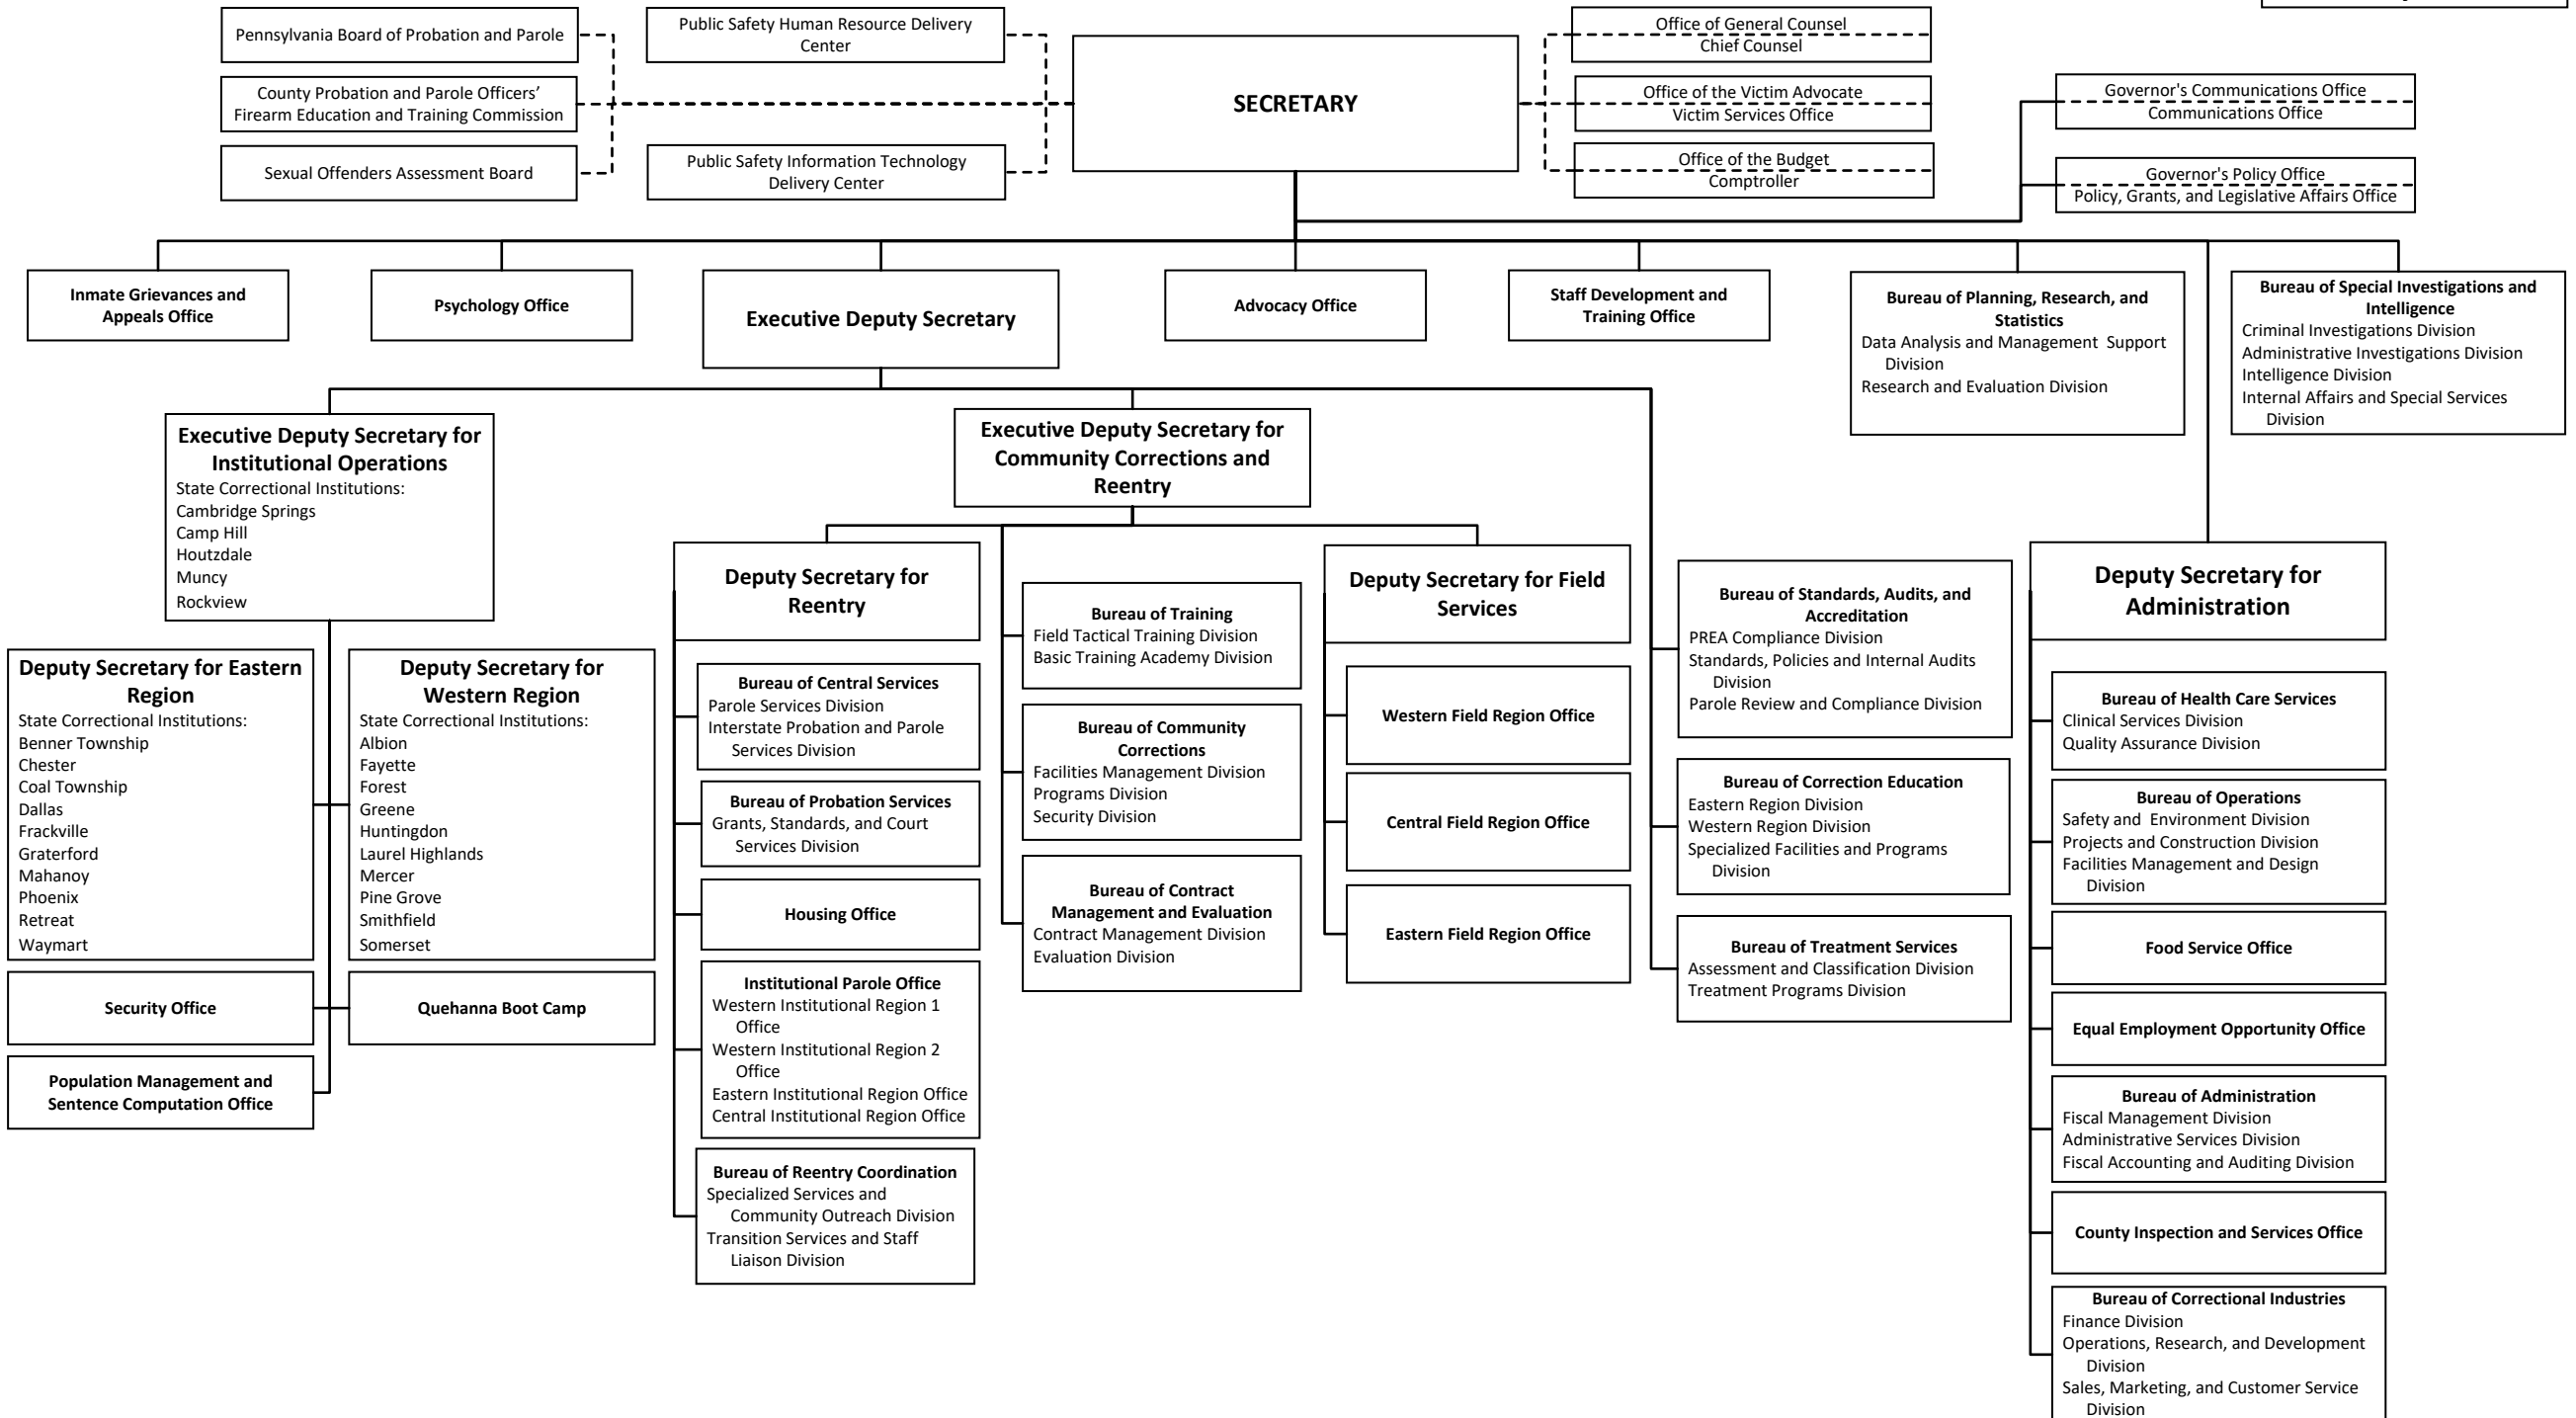 Pennsylvania Board of Probation and Parole
County Probation and Parole Officers’
Firearm Education and Training Commission
Sexual Offenders Assessment Board
Public Safety Human Resource Delivery
Center
Public Safety Information Technology
Delivery Center
SECRETARY
Office of General Counsel
Chief Counsel
Office of the Victim Advocate
Victim Services Office
Office of the Budget
Comptroller
Governor's Communications Office
Communications Office
Governor's Policy Office
Policy, Grants, and Legislative Affairs Office
Inmate Grievances and
Appeals Office
Psychology Office
Executive Deputy Secretary
Advocacy Office
Staff Development and
Training Office
Bureau of Planning, Research, and
Statistics
Data Analysis and Management  Support
Division
Research and Evaluation Division
Bureau of Special Investigations and
Intelligence
Criminal Investigations Division
Administrative Investigations Division
Intelligence Division
Internal Affairs and Special Services
Division
Executive Deputy Secretary for
Institutional Operations
State Correctional Institutions:
Cambridge Springs
Camp Hill
Houtzdale
Muncy
Rockview
Deputy Secretary for Eastern
Region
State Correctional Institutions:
Benner Township
Chester
Coal Township
Dallas
Frackville
Graterford
Mahanoy
Phoenix
Retreat
Waymart
Deputy Secretary for
Western Region
State Correctional Institutions:
Albion
Fayette
Forest
Greene
Huntingdon
Laurel Highlands
Mercer
Pine Grove
Smithfield
Somerset
Security Office
Quehanna Boot Camp
Population Management and
Sentence Computation Office
Executive Deputy Secretary for
Community Corrections and
Reentry
Deputy Secretary for
Reentry
Bureau of Central Services
Parole Services Division
Interstate Probation and Parole
Services Division
Bureau of Probation Services
Grants, Standards, and Court
Services Division
Housing Office
Institutional Parole Office
Western Institutional Region 1
Office
Western Institutional Region 2
Office
Eastern Institutional Region Office
Central Institutional Region Office
Bureau of Reentry Coordination
Specialized Services and
Community Outreach Division
Transition Services and Staff
Liaison Division
Bureau of Training
Field Tactical Training Division
Basic Training Academy Division
Bureau of Community
Corrections
Facilities Management Division
Programs Division
Security Division
Bureau of Contract
Management and Evaluation
Contract Management Division
Evaluation Division
Deputy Secretary for Field
Services
Western Field Region Office
Central Field Region Office
Eastern Field Region Office
Bureau of Standards, Audits, and
Accreditation
PREA Compliance Division
Standards, Policies and Internal Audits
Division
Parole Review and Compliance Division
Bureau of Correction Education
Eastern Region Division
Western Region Division
Specialized Facilities and Programs
Division
Bureau of Treatment Services
Assessment and Classification Division
Treatment Programs Division
Deputy Secretary for
Administration
Bureau of Health Care Services
Clinical Services Division
Quality Assurance Division
Bureau of Operations
Safety and  Environment Division
Projects and Construction Division
Facilities Management and Design
Division
Food Service Office
Equal Employment Opportunity Office
Bureau of Administration
Fiscal Management Division
Administrative Services Division
Fiscal Accounting and Auditing Division
County Inspection and Services Office
Bureau of Correctional Industries
Finance Division
Operations, Research, and Development
Division
Sales, Marketing, and Customer Service
Division